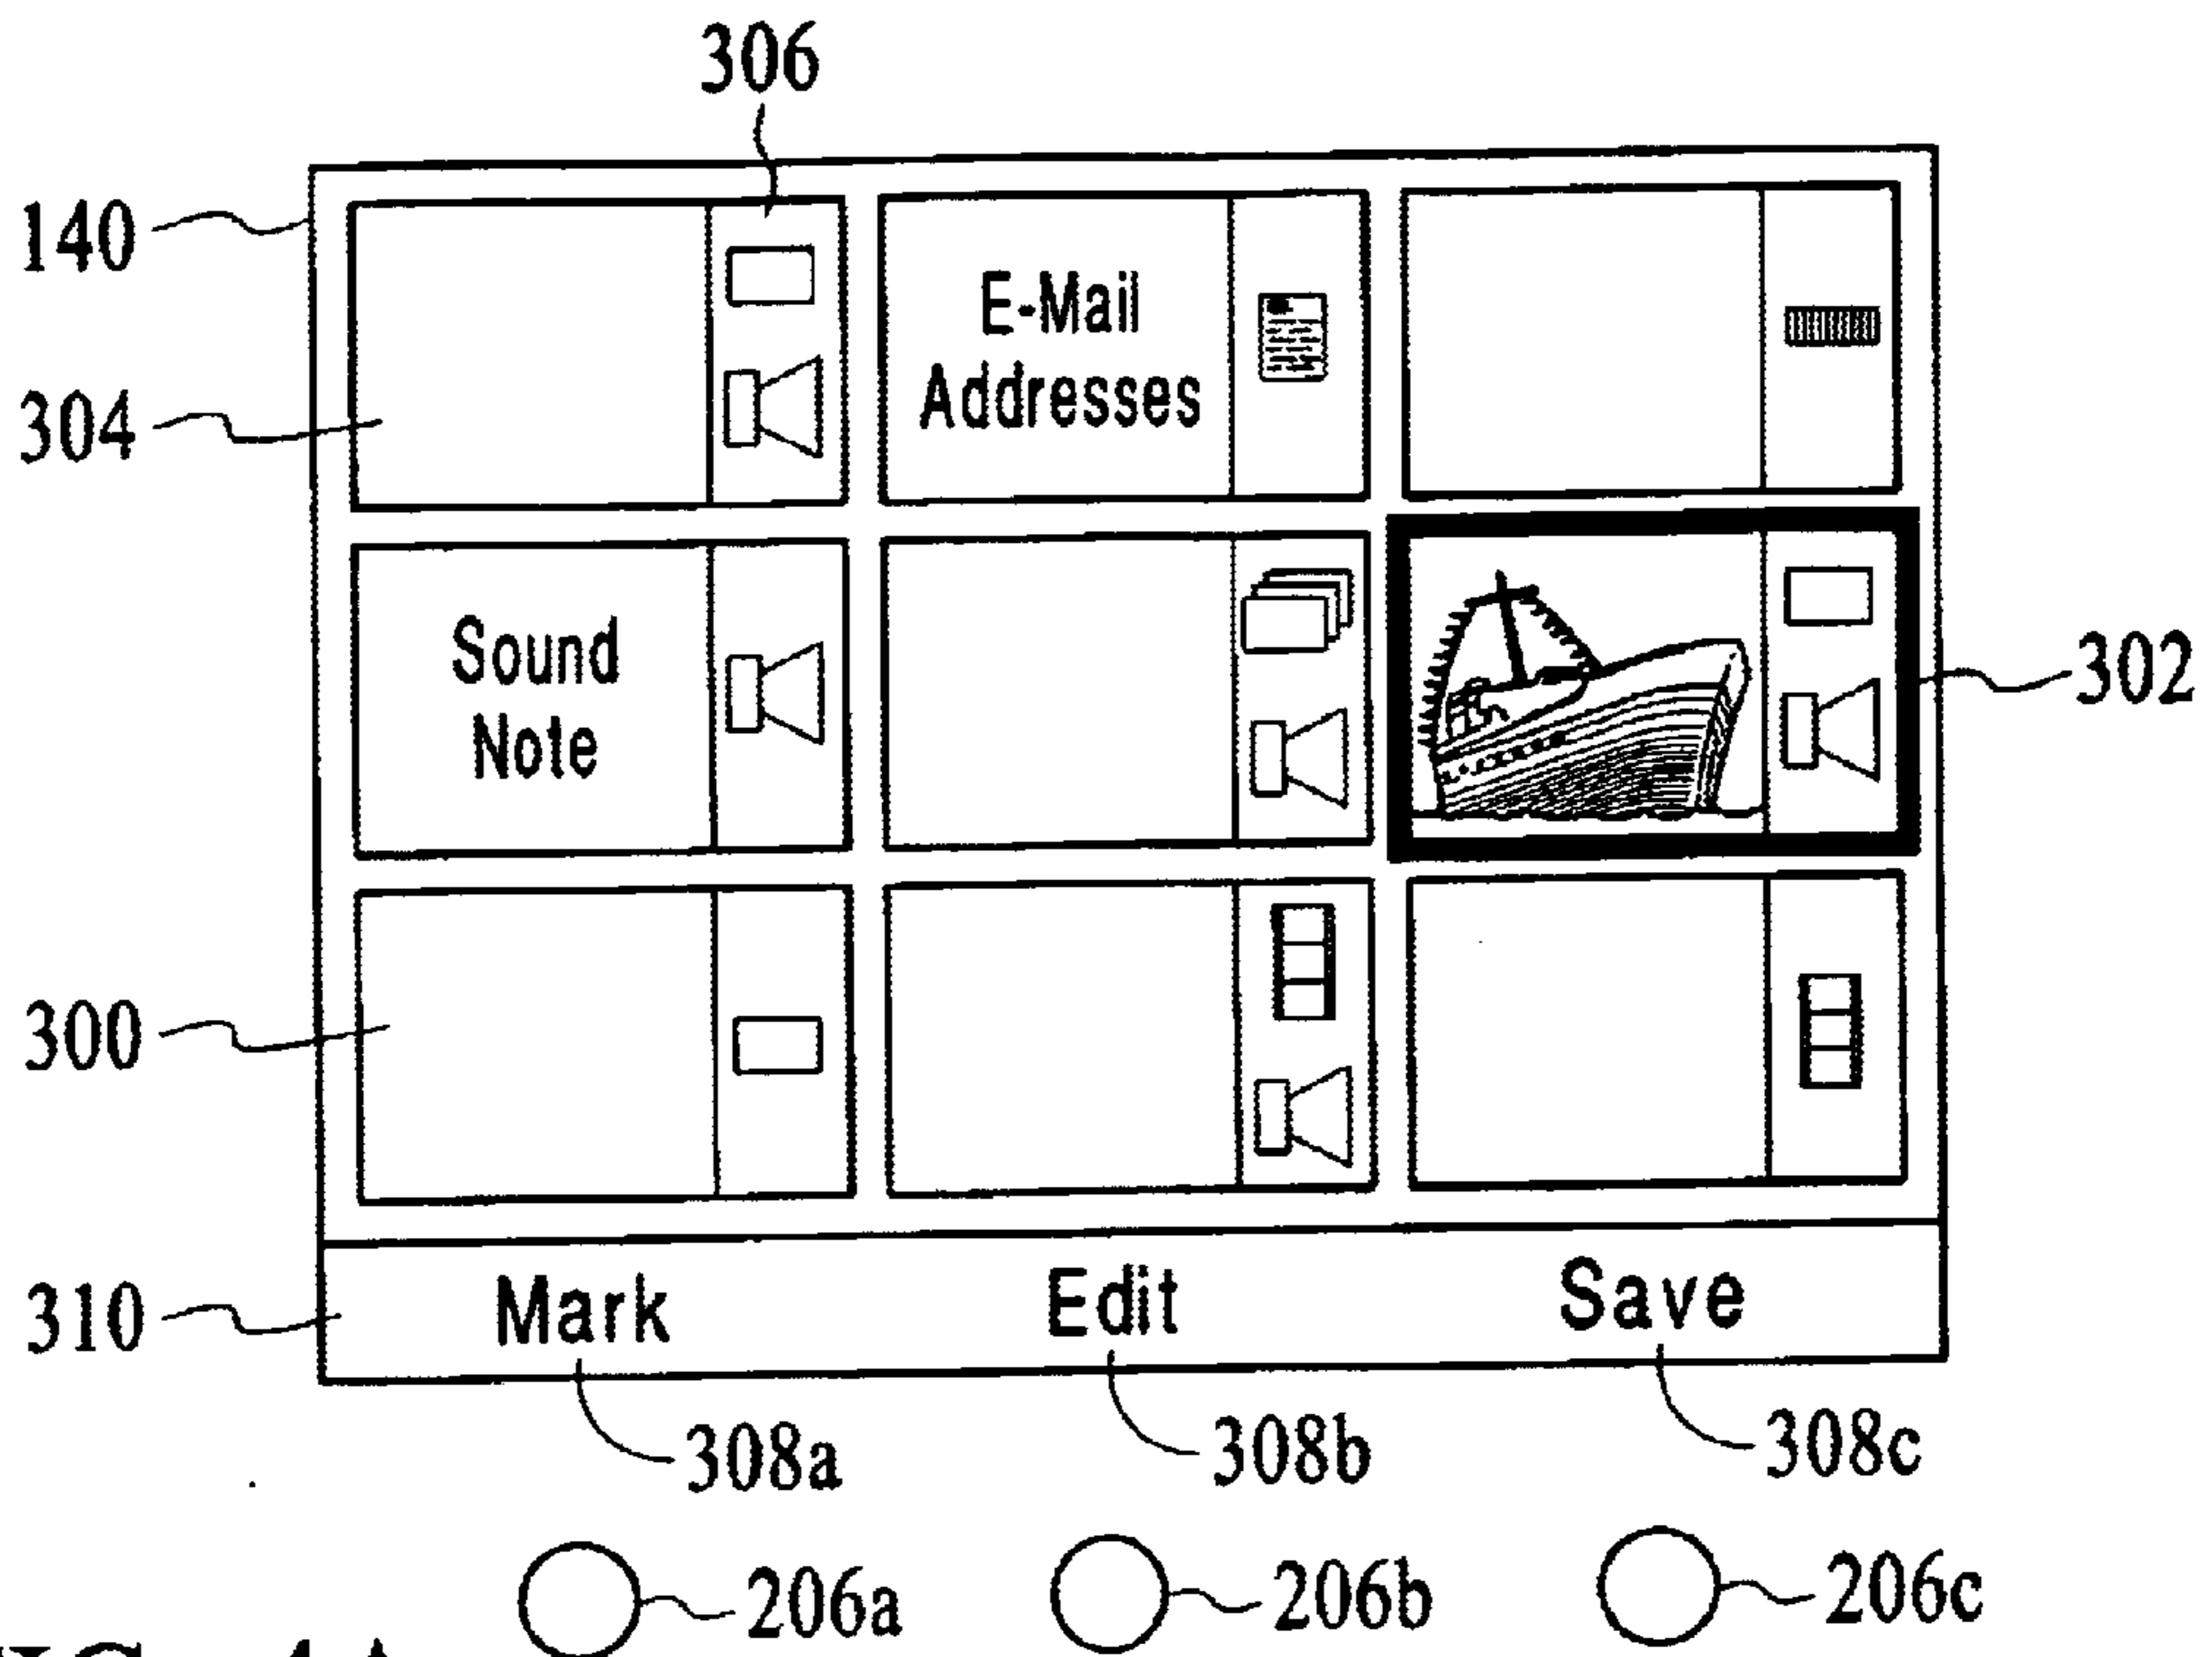 306
140
304
E-Mail
Addresses
Sound
Note
302
300
310
Mark
Edit
Save
308a
308b
308c
206a
206b
206c